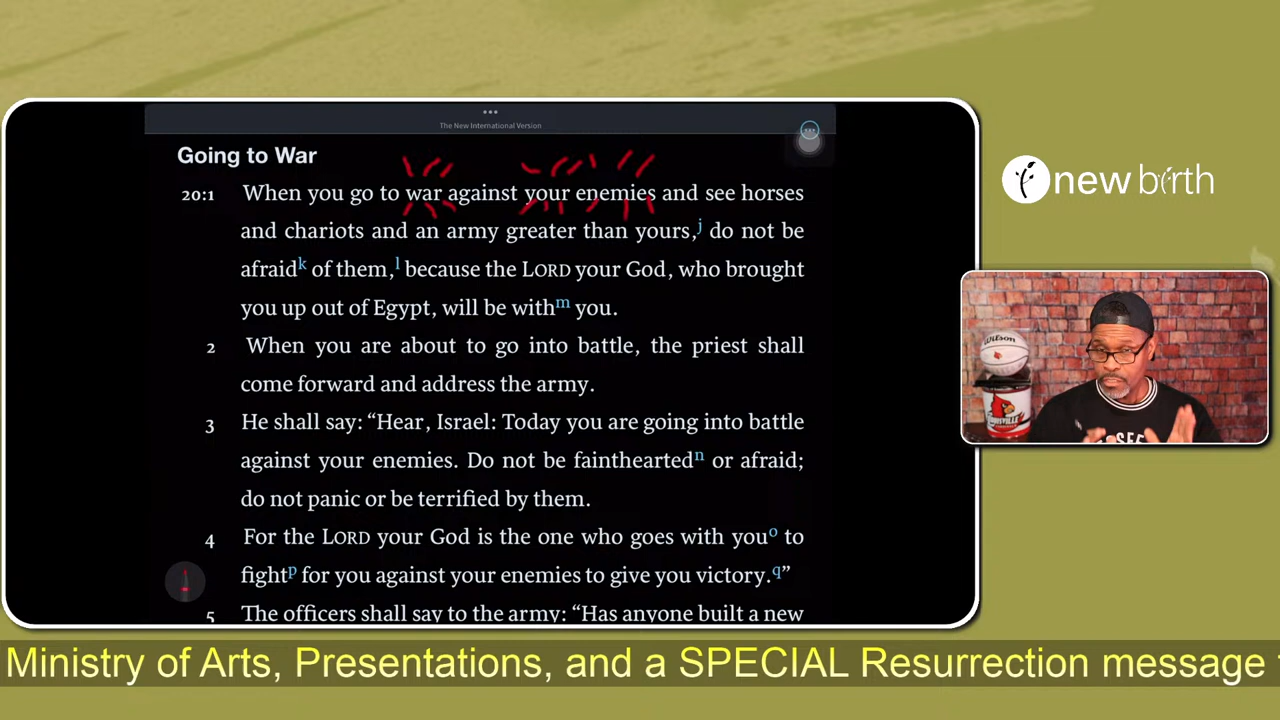 The New International Version
Going to War
20:1 When you go to war against your enemies and see horses
and chariots and an army greater than yours,j do not be
afraidk of them,l because the LORD your God, who brought
you up out of Egypt, will be withm you.
2 When you are about to go into battle, the priest shall
come forward and address the army.
3 He shall say: “Hear, Israel: Today you are going into battle
against your enemies. Do not be faintheartedn or afraid;
do not panic or be terrified by them.
4 For the LORD your God is the one who goes with youo to
fightp for you against your enemies to give you victory.q”
5 The officers shall say to the army: “Has anyone built a new
new birth
Wilson
Ministry of Arts, Presentations, and a SPECIAL Resurrection message